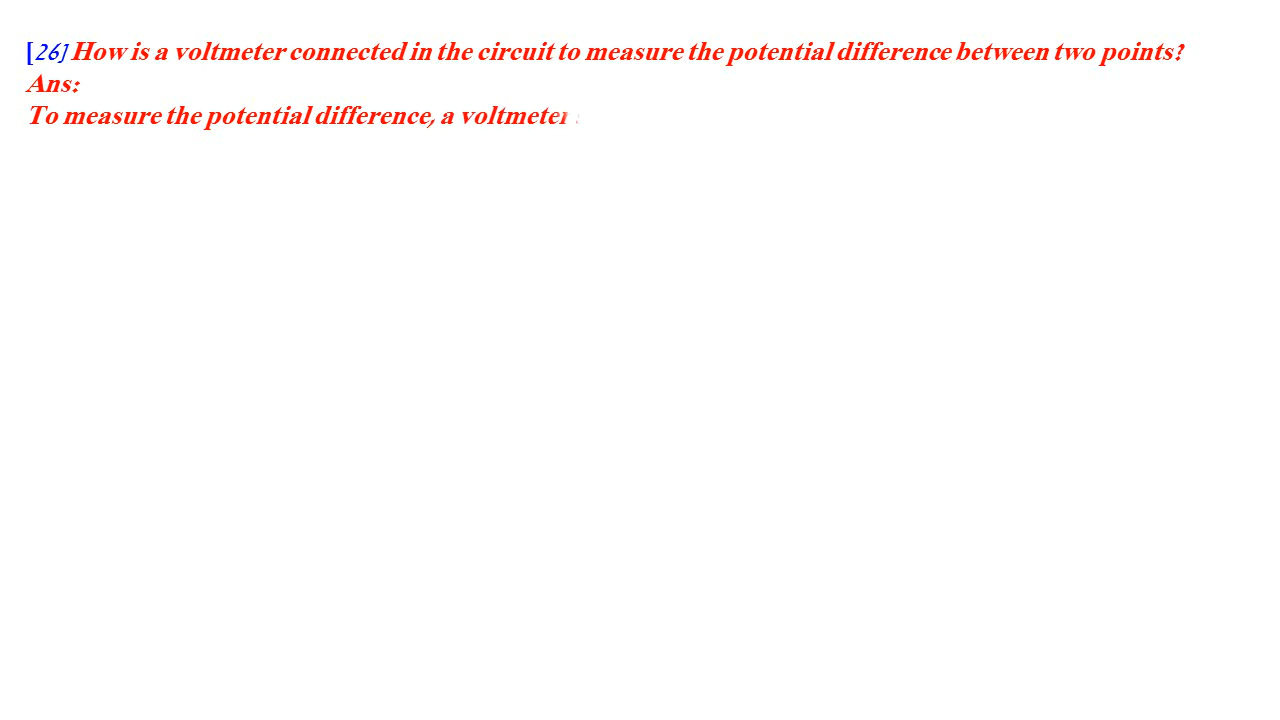 [26] How is a voltmeter connected in the circuit to measure the potential difference between two points?
Ans:
To measure the potential difference, a voltmeter